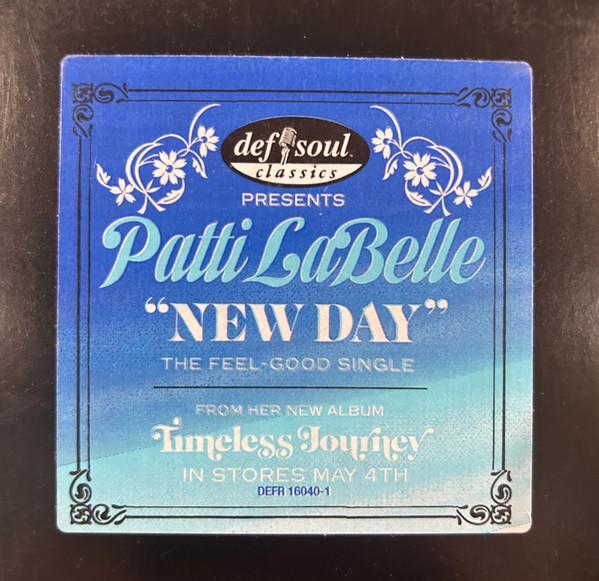 def soul
classics
PRESENTS
Patti LaBelle
“NEW DAY”
THE FEEL-GOOD SINGLE
FROM HER NEW ALBUM
Timeless Journey
IN STORES MAY 4TH
DEFR 16040-1